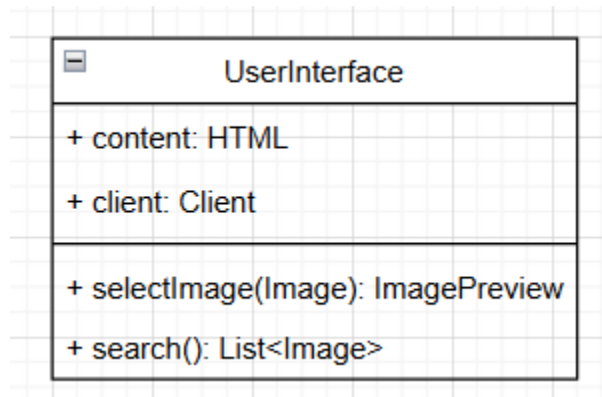 UserInterface
+ content: HTML
+ client: Client
+ selectImage(Image): ImagePreview
+ search(): List<Image>